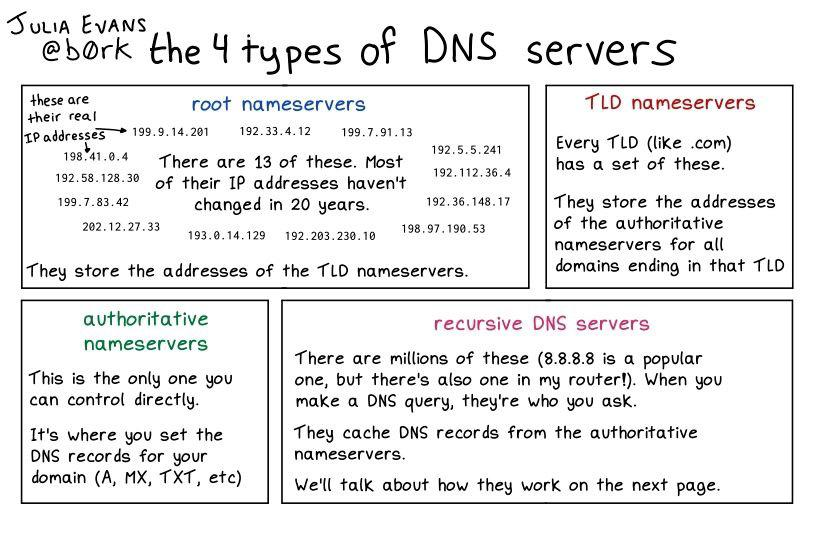 JULIA EVANS
@b0rk
the 4 types of DNS servers
these are
their real
IP addresses
root nameservers
199.9.14.201
192.33.4.12
199.7.91.13
198.41.0.4
192.5.5.241
192.58.128.30
192.112.36.4
199.7.83.42
192.36.148.17
202.12.27.33
193.0.14.129
192.203.230.10
198.97.190.53
There are 13 of these. Most
of their IP addresses haven't
changed in 20 years.
They store the addresses of the TLD nameservers.
TLD nameservers
Every TLD (like .com)
has a set of these.
They store the addresses
of the authoritative
nameservers for all
domains ending in that TLD
authoritative
nameservers
This is the only one you
can control directly.
It's where you set the
DNS records for your
domain (A, MX, TXT, etc)
recursive DNS servers
There are millions of these (8.8.8.8 is a popular
one, but there's also one in my router!). When you
make a DNS query, they're who you ask.
They cache DNS records from the authoritative
nameservers.
We'll talk about how they work on the next page.